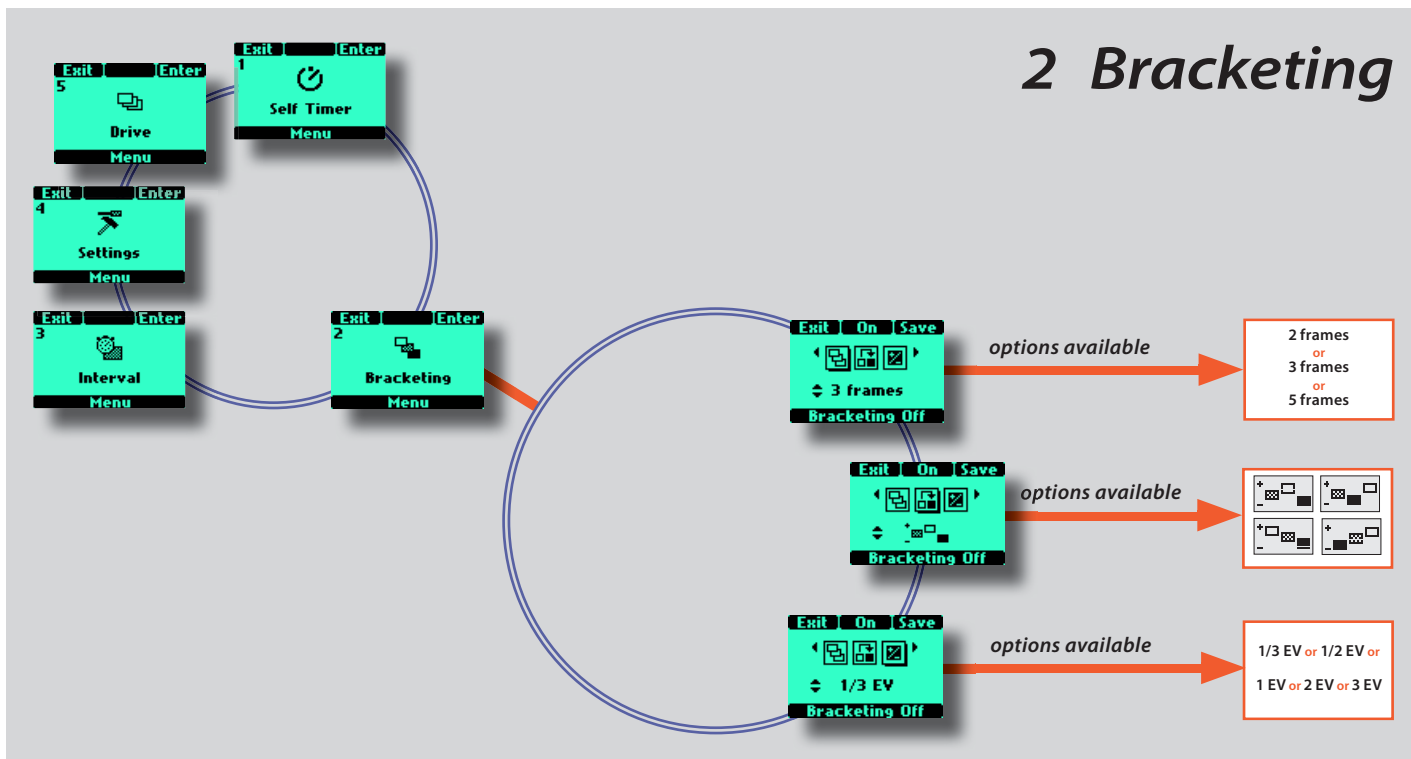 2 Bracketing
Exit Enter
1
Self Timer
Menu
Exit Enter
5
Drive
Menu
Exit Enter
4
Settings
Menu
Exit Enter
3
Interval
Menu
Exit Enter
2
Bracketing
Menu
Exit On Save
3 frames
Bracketing Off
options available
2 frames
or
3 frames
or
5 frames
Exit On Save
+
-
Bracketing Off
options available
+
-
+
-
+
-
+
-
Exit On Save
1/3 EV
Bracketing Off
options available
1/3 EV or 1/2 EV or
1 EV or 2 EV or 3 EV